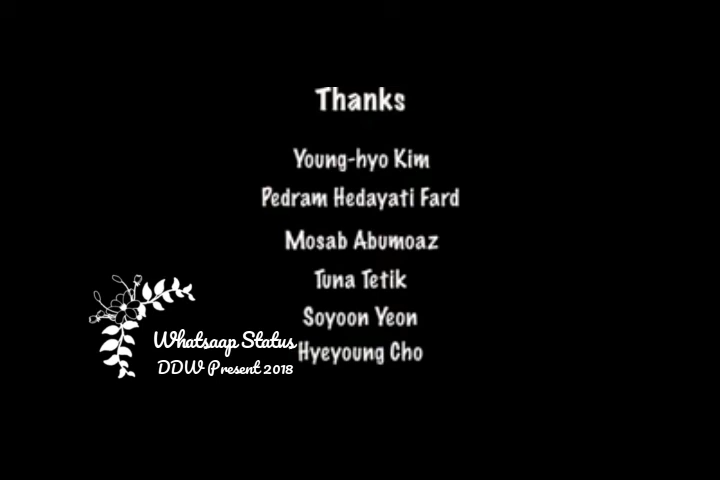 Thanks
Young-hyo Kim
Pedram Hedayati Fard
Mosab Abumoaz
Tuna Tetik
Soyoon Yeon
Hyeyoung Cho
Whatsaap Status
DDW Present 2018